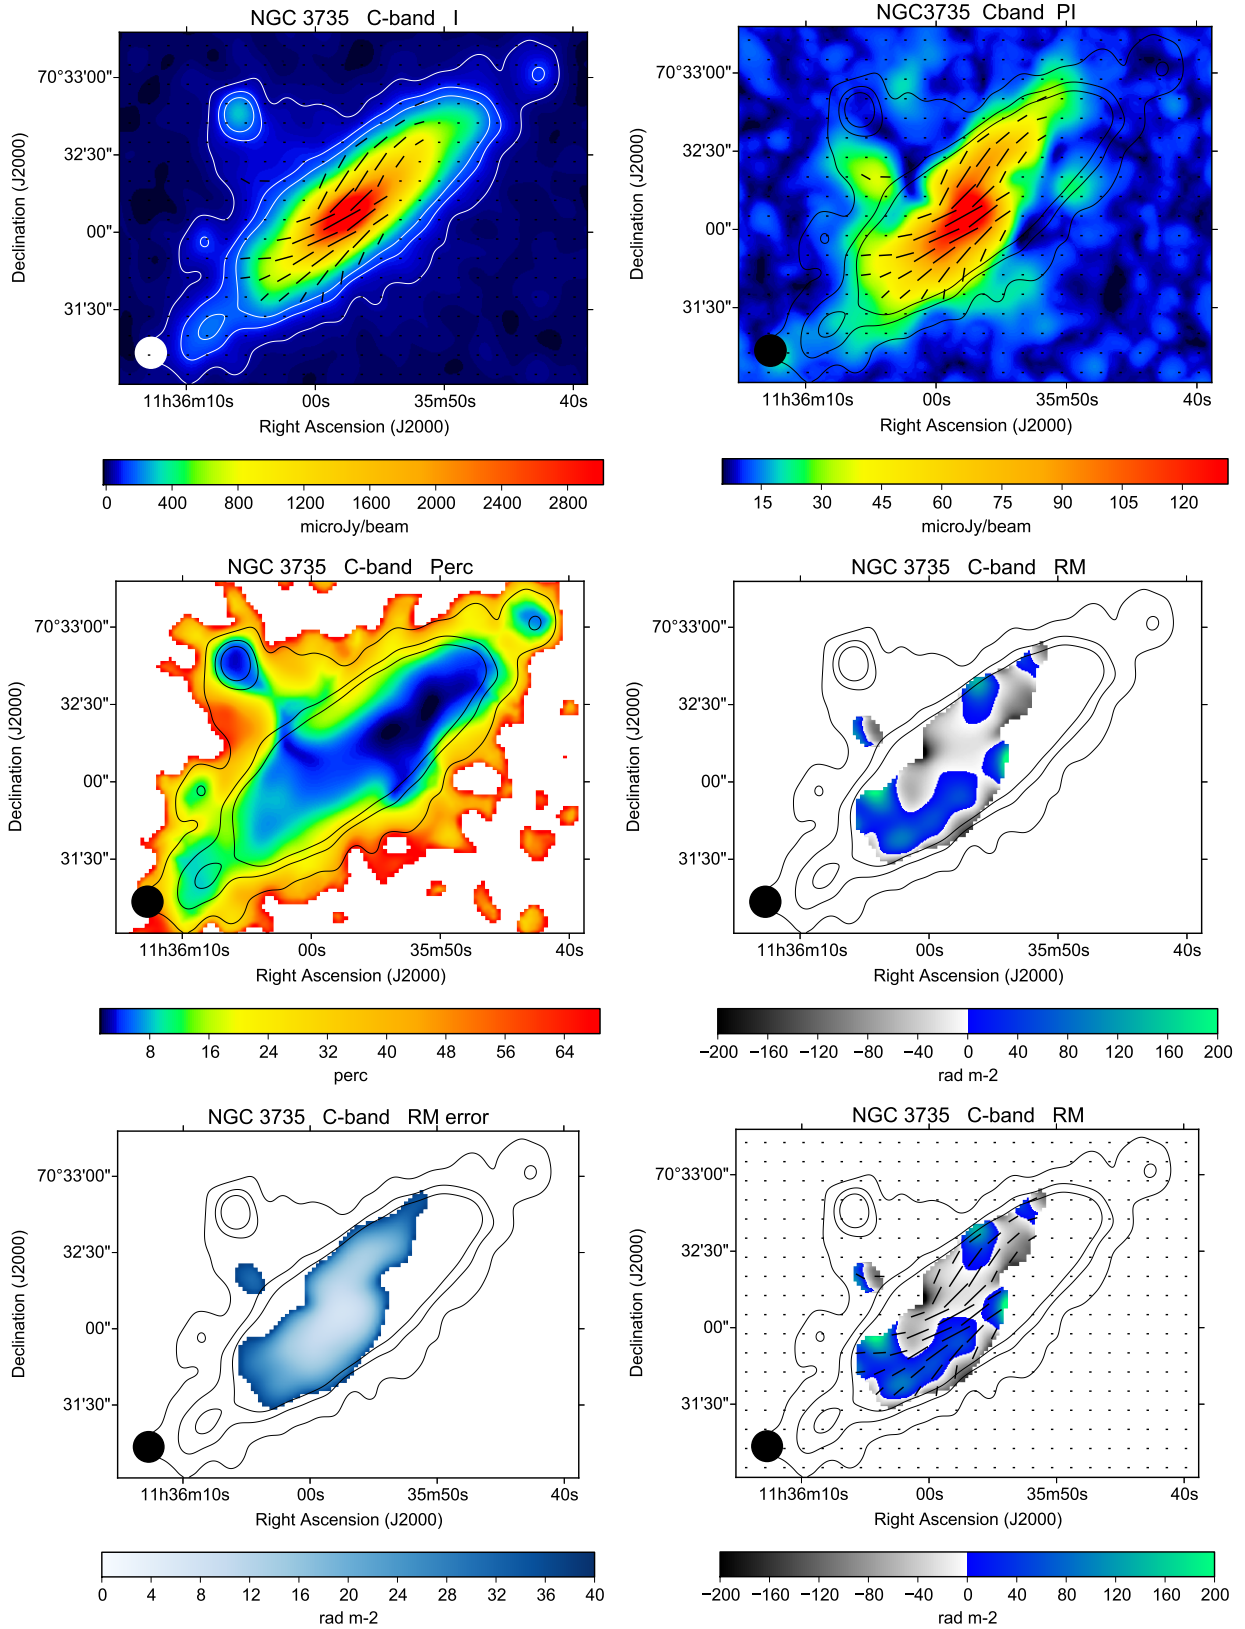 NGC 3735 C-band I
Declination (J2000)
70°33'00"
32'30"
00"
31'30"
11h36m10s 00s 35m50s 40s
Right Ascension (J2000)
0 400 800 1200 1600 2000 2400 2800
microJy/beam
NGC3735 Cband PI
Declination (J2000)
70°33'00"
32'30"
00"
31'30"
11h36m10s 00s 35m50s 40s
Right Ascension (J2000)
15 30 45 60 75 90 105 120
microJy/beam
NGC 3735 C-band Perc
Declination (J2000)
70°33'00"
32'30"
00"
31'30"
11h36m10s 00s 35m50s 40s
Right Ascension (J2000)
8 16 24 32 40 48 56 64
perc
NGC 3735 C-band RM
Declination (J2000)
70°33'00"
32'30"
00"
31'30"
11h36m10s 00s 35m50s 40s
Right Ascension (J2000)
−200 −160 −120 −80 −40 0 40 80 120 160 200
rad m-2
NGC 3735 C-band RM error
Declination (J2000)
70°33'00"
32'30"
00"
31'30"
11h36m10s 00s 35m50s 40s
Right Ascension (J2000)
0 4 8 12 16 20 24 28 32 36 40
rad m-2
NGC 3735 C-band RM
Declination (J2000)
70°33'00"
32'30"
00"
31'30"
11h36m10s 00s 35m50s 40s
Right Ascension (J2000)
−200 −160 −120 −80 −40 0 40 80 120 160 200
rad m-2